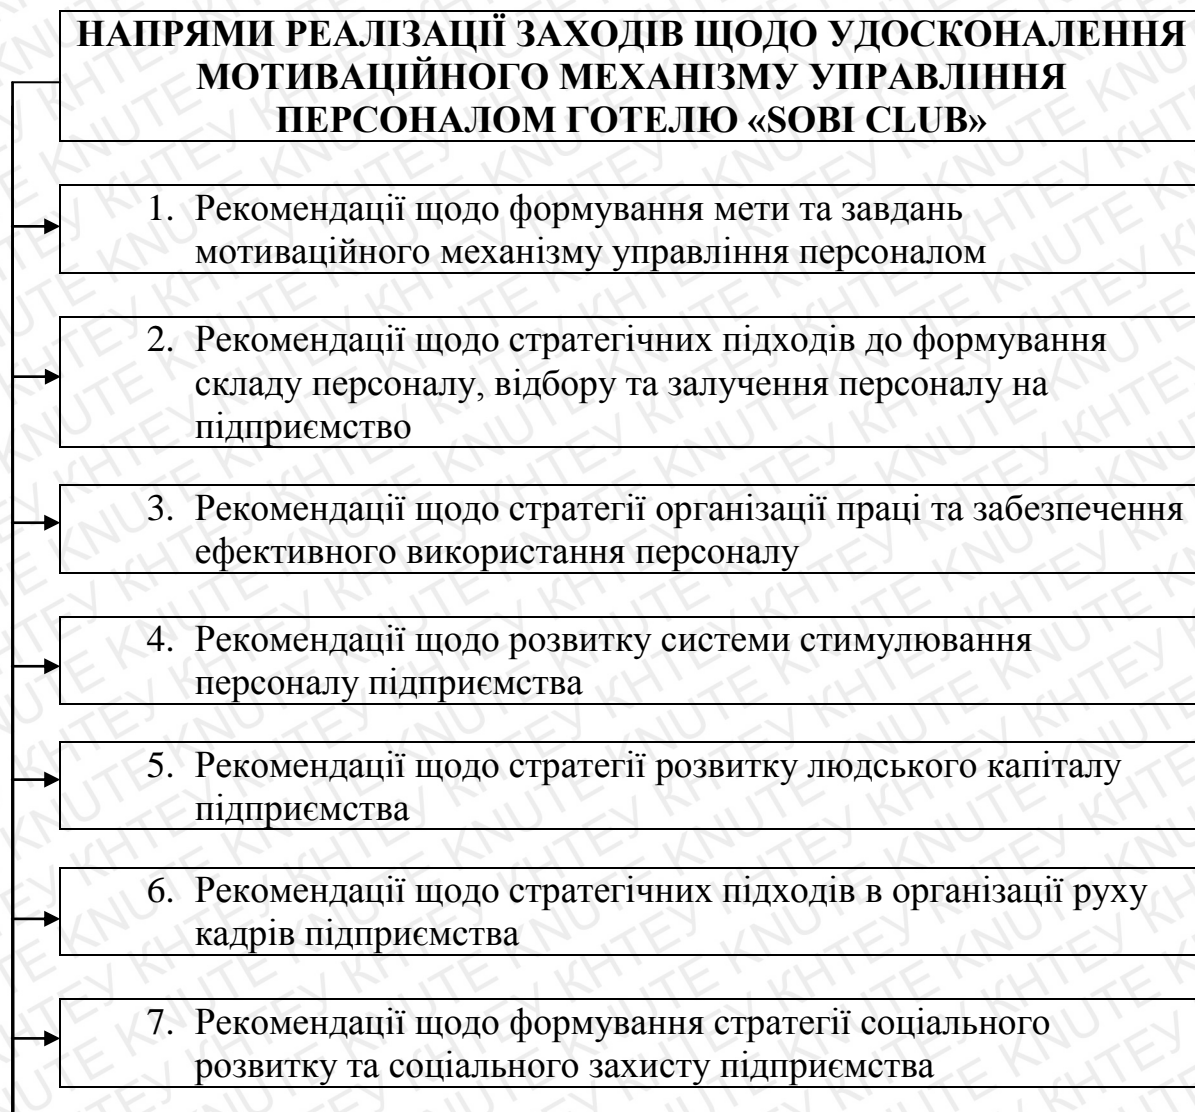 НАПРЯМИ РЕАЛІЗАЦІЇ ЗАХОДІВ ЩОДО УДОСКОНАЛЕННЯ
МОТИВАЦІЙНОГО МЕХАНІЗМУ УПРАВЛІННЯ
ПЕРСОНАЛОМ ГОТЕЛЮ «SOBI CLUB»
1. Рекомендації щодо формування мети та завдань
мотиваційного механізму управління персоналом
2. Рекомендації щодо стратегічних підходів до формування
складу персоналу, відбору та залучення персоналу на
підприємство
3. Рекомендації щодо стратегії організації праці та забезпечення
ефективного використання персоналу
4. Рекомендації щодо розвитку системи стимулювання
персоналу підприємства
5. Рекомендації щодо стратегії розвитку людського капіталу
підприємства
6. Рекомендації щодо стратегічних підходів в організації руху
кадрів підприємства
7. Рекомендації щодо формування стратегії соціального
розвитку та соціального захисту підприємства